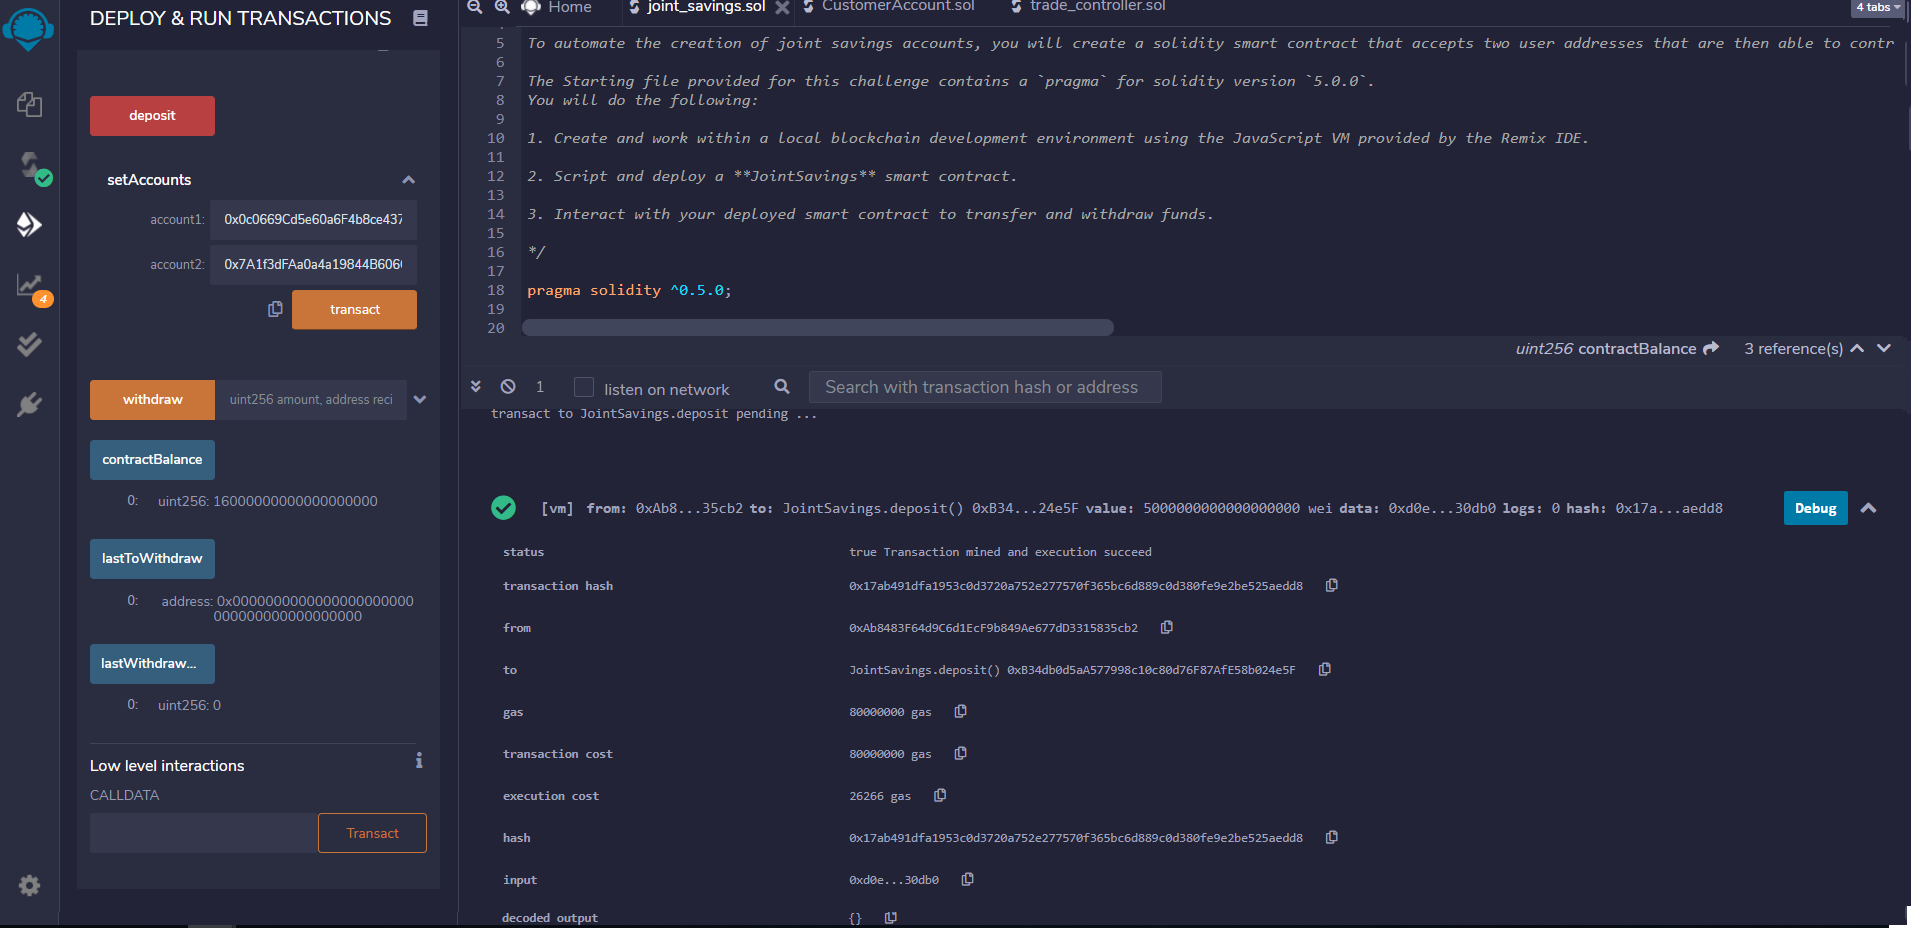 DEPLOY & RUN TRANSACTIONS
deposit
setAccounts
account1: 0x0c0669Cd5e60a6F4b8ce437
account2: 0x7A1f3dFAa0a4a19844B606
transact
withdraw uint256 amount, address reci
contractBalance
0: uint256: 16000000000000000000
lastToWithdraw
0: address: 0x0000000000000000000000
000000000000000000
lastWithdraw...
0: uint256: 0
Low level interactions
CALLDATA
Transact
4
Home
joint_savings.sol
CustomerAccount.sol
trade_controller.sol
4 tabs
5 To automate the creation of joint savings accounts, you will create a solidity smart contract that accepts two user addresses that are then able to contr
6
7 The Starting file provided for this challenge contains a `pragma` for solidity version `5.0.0`.
8 You will do the following:
9
10 1. Create and work within a local blockchain development environment using the JavaScript VM provided by the Remix IDE.
11
12 2. Script and deploy a **JointSavings** smart contract.
13
14 3. Interact with your deployed smart contract to transfer and withdraw funds.
15
16 */
17
18 pragma solidity ^0.5.0;
19
20
uint256 contractBalance 3 reference(s)
1 listen on network Search with transaction hash or address
transact to JointSavings.deposit pending ...
[vm] from: 0xAb8...35cb2 to: JointSavings.deposit() 0xB34...24e5F value: 5000000000000000000 wei data: 0xd0e...30db0 logs: 0 hash: 0x17a...aedd8
Debug
status true Transaction mined and execution succeed
transaction hash 0x17ab491dfa1953c0d3720a752e277570f365bc6d889c0d380fe9e2be525aedd8
from 0xAb8483F64d9C6d1EcF9b849Ae677dD3315835cb2
to JointSavings.deposit() 0xB34db0d5aA577998c10c80d76F87AfE58b024e5F
gas 80000000 gas
transaction cost 80000000 gas
execution cost 26266 gas
hash 0x17ab491dfa1953c0d3720a752e277570f365bc6d889c0d380fe9e2be525aedd8
input 0xd0e...30db0
decoded output {}